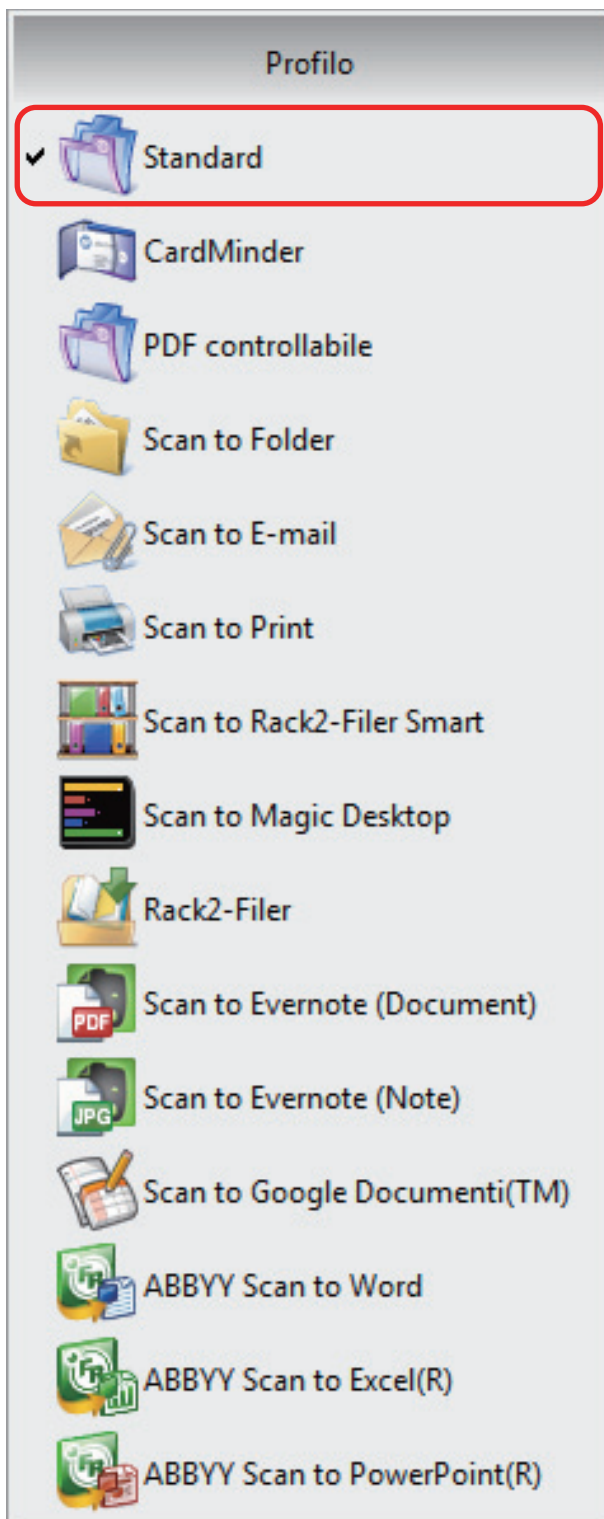 Profilo
Standard
CardMinder
PDF controllabile
Scan to Folder
Scan to E-mail
Scan to Print
Scan to Rack2-Filer Smart
Scan to Magic Desktop
Rack2-Filer
PDF
Scan to Evernote (Document)
JPG
Scan to Evernote (Note)
Scan to Google Documenti(TM)
ABBYY Scan to Word
ABBYY Scan to Excel(R)
ABBYY Scan to PowerPoint(R)